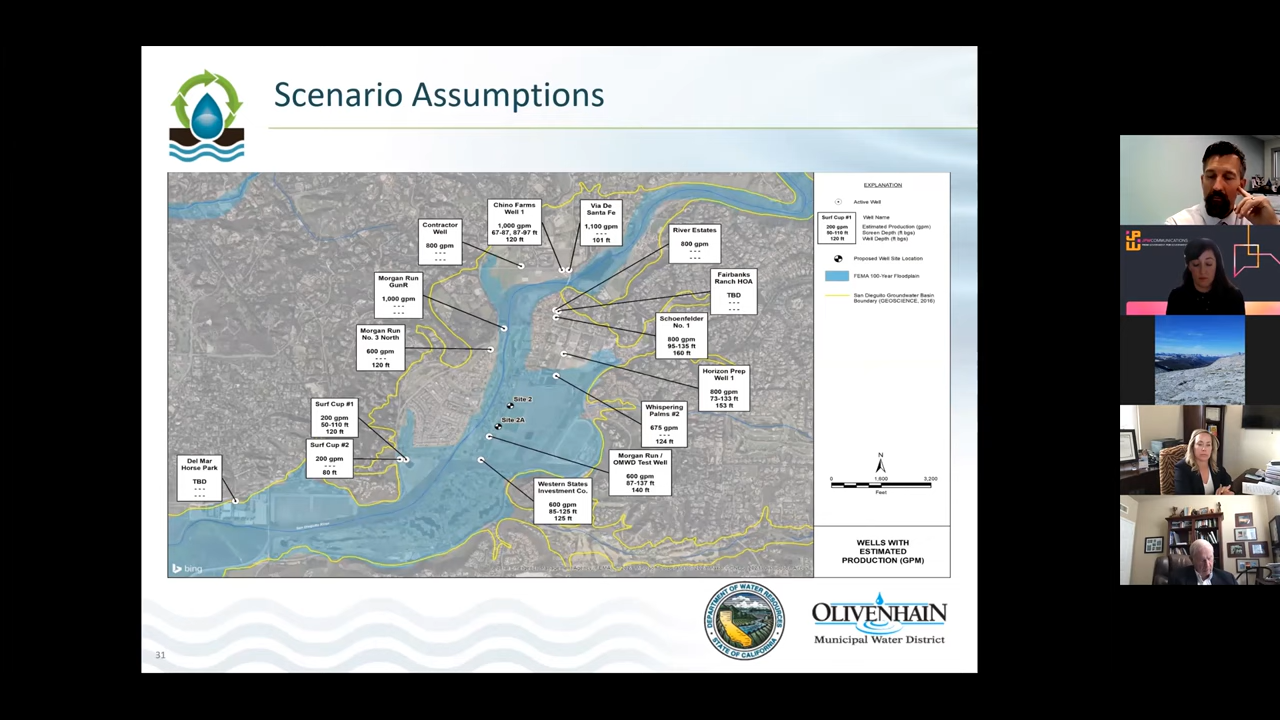 Scenario Assumptions
Chino Farms
Well 1
1,000 gpm
67-87, 87-97 ft
120 ft
Via De
Santa Fe
1,100 gpm
- - -
101 ft
Contractor
Well
800 gpm
- - -
- - -
River Estates
800 gpm
- - -
- - -
Morgan Run
GunR
1,000 gpm
- - -
- - -
Fairbanks
Ranch HOA
TBD
- - -
- - -
Morgan Run
No. 3 North
600 gpm
- - -
120 ft
Schoenfelder
No. 1
800 gpm
95-135 ft
160 ft
Horizon Prep
Well 1
800 gpm
73-133 ft
153 ft
Surf Cup #1
200 gpm
50-110 ft
120 ft
Site 2
Site 2A
Whispering
Palms #2
675 gpm
- - -
124 ft
Surf Cup #2
200 gpm
- - -
80 ft
Del Mar
Horse Park
TBD
- - -
- - -
Morgan Run /
OMWD Test Well
600 gpm
87-137 ft
140 ft
Western States
Investment Co.
600 gpm
85-125 ft
125 ft
San Dieguito River
bing
EXPLANATION
Active Well
Surf Cup #1
200 gpm
50-110 ft
120 ft
Well Name
Estimated Production (gpm)
Screen Depth (ft bgs)
Well Depth (ft bgs)
Proposed Well Site Location
FEMA 100-Year Floodplain
San Dieguito Groundwater Basin
Boundary (GEOSCIENCE, 2016)
N
0 1,600 3,200
Feet
WELLS WITH
ESTIMATED
PRODUCTION (GPM)
DEPARTMENT OF WATER RESOURCES
STATE OF CALIFORNIA
OLIVENHAIN
Municipal Water District
31
JPW
JPW COMMUNICATIONS